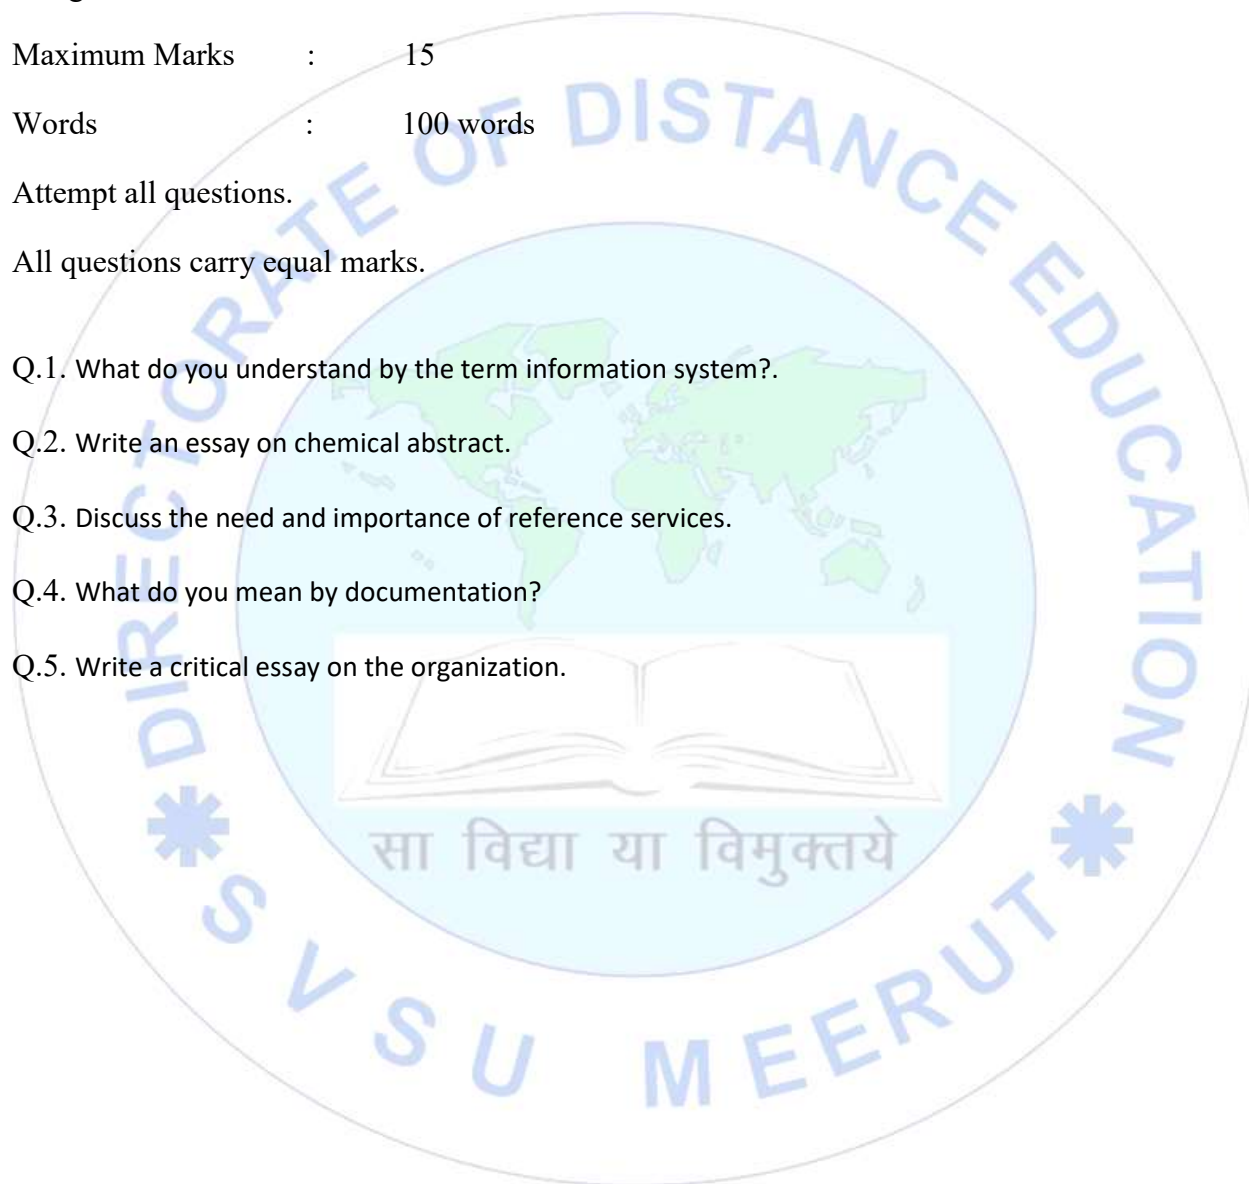 Maximum Marks : 15
Words : 100 words
Attempt all questions.
All questions carry equal marks.
Q.1. What do you understand by the term information system?.
Q.2. Write an essay on chemical abstract.
Q.3. Discuss the need and importance of reference services.
Q.4. What do you mean by documentation?
Q.5. Write a critical essay on the organization.
DIRECTORATE OF DISTANCE EDUCATION
सा विद्या या विमुक्तये
S V S U MEERUT